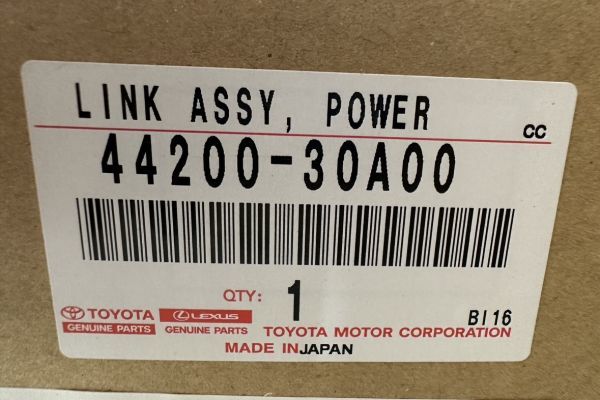 LINK ASSY, POWER
CC
44200-30A00
QTY: 1
TOYOTA LEXUS BI16
GENUINE PARTS GENUINE PARTS TOYOTA MOTOR CORPORATION
MADE IN JAPAN